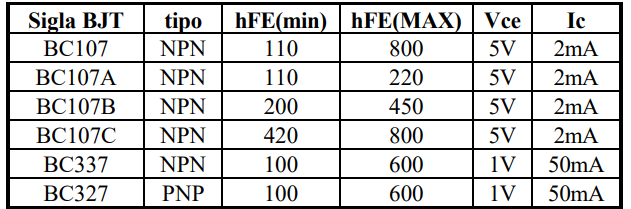 Sigla BJT tipo hFE(min) hFE(MAX) Vce Ic
BC107 NPN 110 800 5V 2mA
BC107A NPN 110 220 5V 2mA
BC107B NPN 200 450 5V 2mA
BC107C NPN 420 800 5V 2mA
BC337 NPN 100 600 1V 50mA
BC327 PNP 100 600 1V 50mA